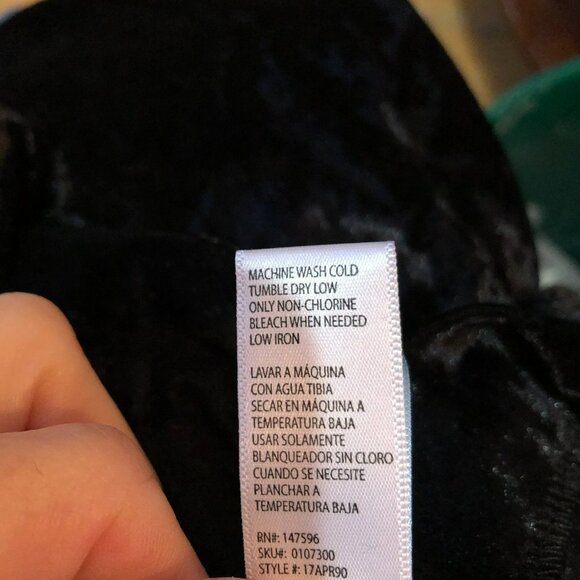 MACHINE WASH COLD
TUMBLE DRY LOW
ONLY NON-CHLORINE
BLEACH WHEN NEEDED
LOW IRON
LAVAR A MÁQUINA
CON AGUA TIBIA
SECAR EN MÁQUINA A
TEMPERATURA BAJA
USAR SOLAMENTE
BLANQUEADOR SIN CLORO
CUANDO SE NECESITE
PLANCHAR A
TEMPERATURA BAJA
RN#: 147596
SKU#: 0107300
STYLE #: 17APR90